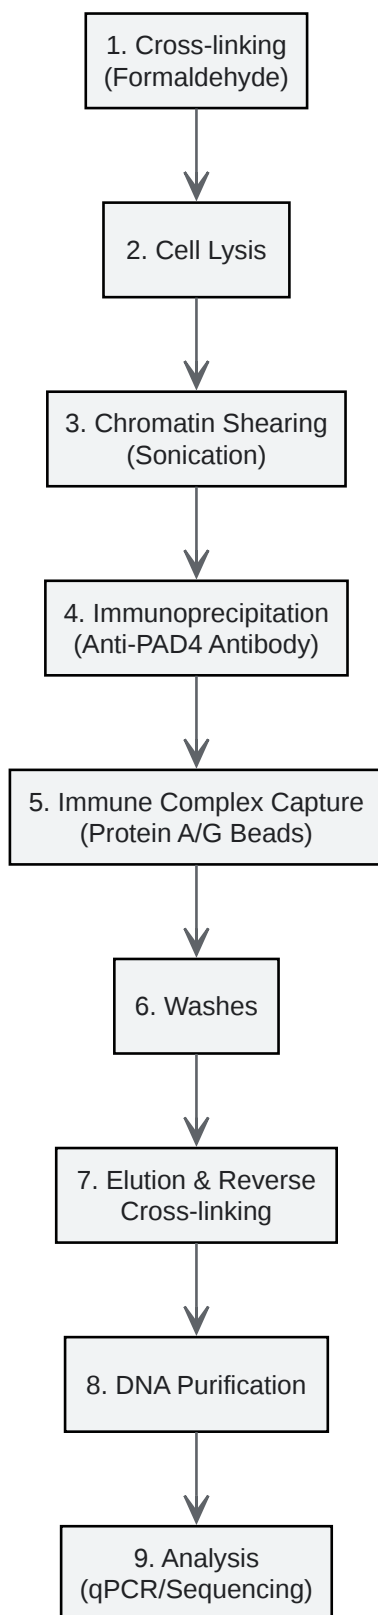 1. Cross-linking
(Formaldehyde)
2. Cell Lysis
3. Chromatin Shearing
(Sonication)
4. Immunoprecipitation
(Anti-PAD4 Antibody)
5. Immune Complex Capture
(Protein A/G Beads)
6. Washes
7. Elution & Reverse
Cross-linking
8. DNA Purification
9. Analysis
(qPCR/Sequencing)